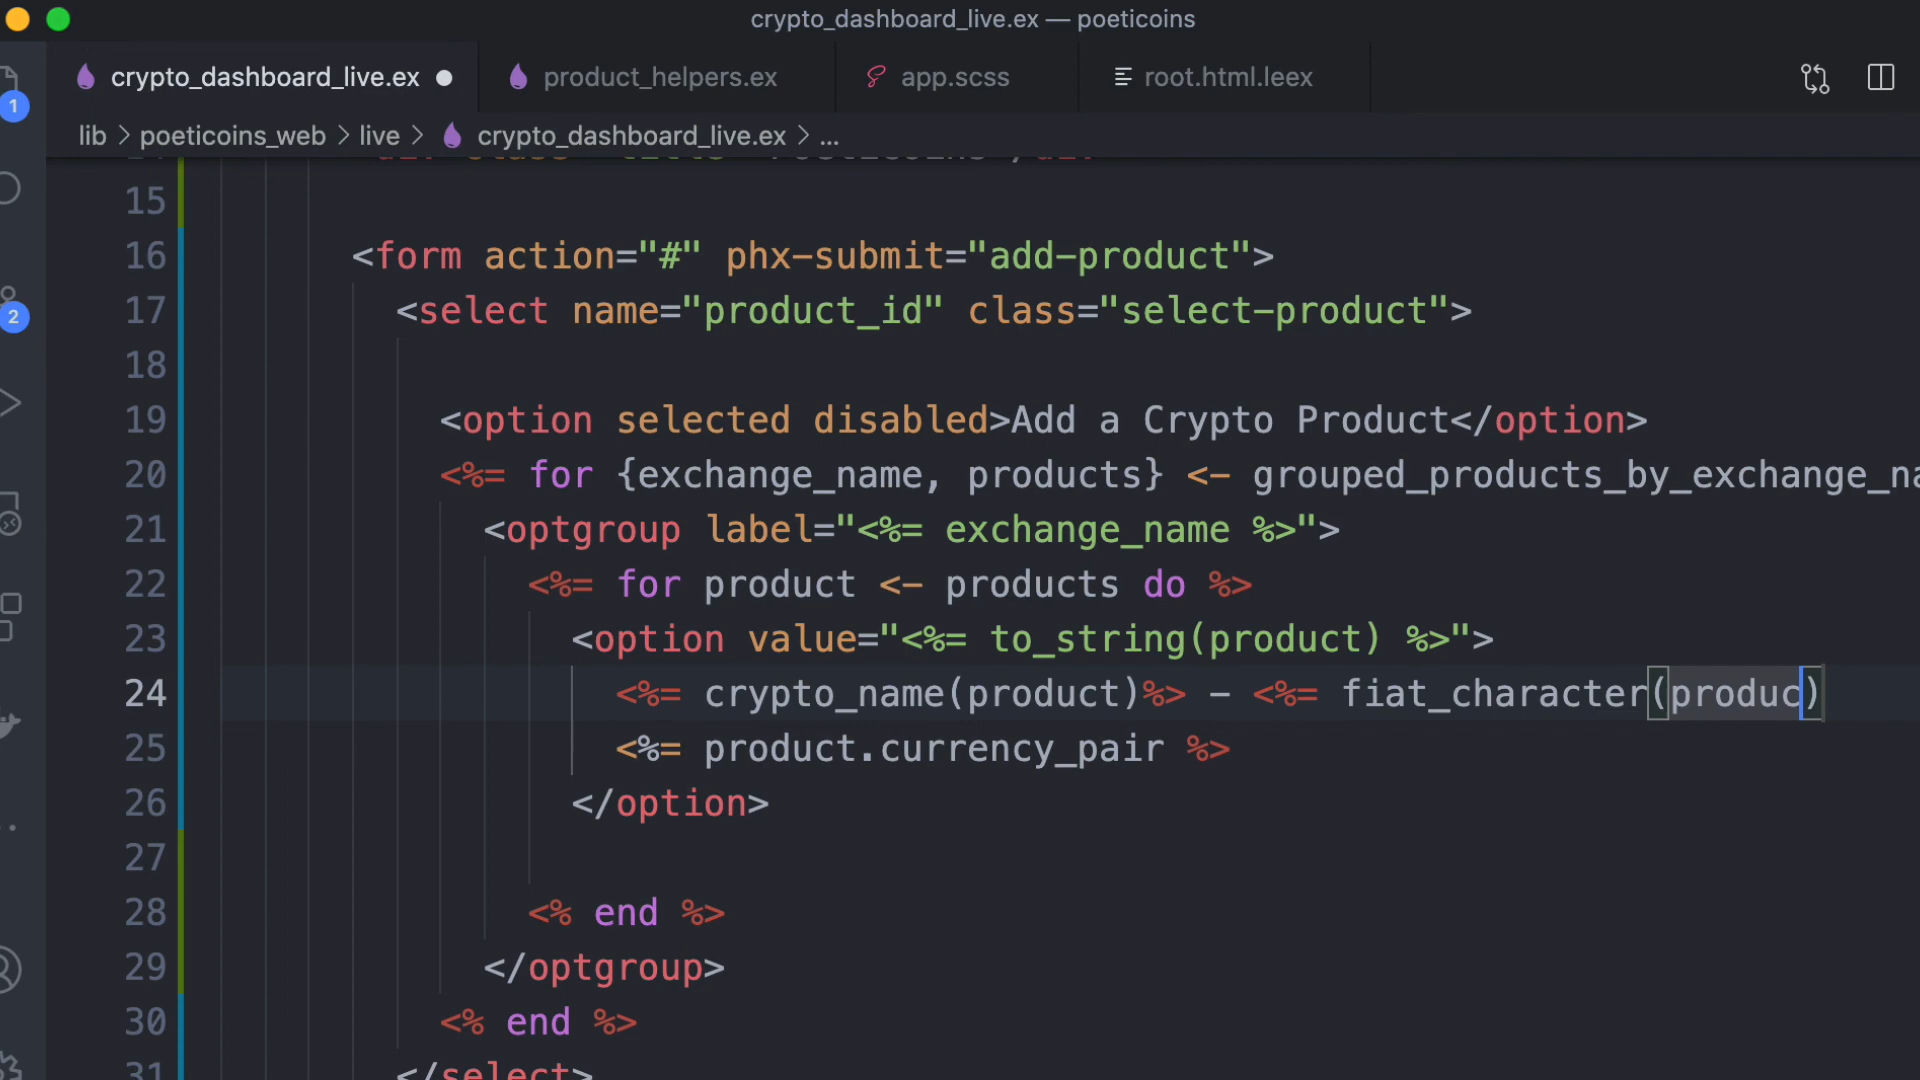 crypto_dashboard_live.ex — poeticoins
crypto_dashboard_live.ex product_helpers.ex app.scss root.html.leex
lib > poeticoins_web > live > crypto_dashboard_live.ex > ...
15
16 <form action="#" phx-submit="add-product">
17 <select name="product_id" class="select-product">
18
19 <option selected disabled>Add a Crypto Product</option>
20 <%= for {exchange_name, products} <- grouped_products_by_exchange_na
21 <optgroup label="<%= exchange_name %>">
22 <%= for product <- products do %>
23 <option value="<%= to_string(product) %>">
24 <%= crypto_name(product)%> - <%= fiat_character(produc)
25 <%= product.currency_pair %>
26 </option>
27
28 <% end %>
29 </optgroup>
30 <% end %>
31 </select>
1
2